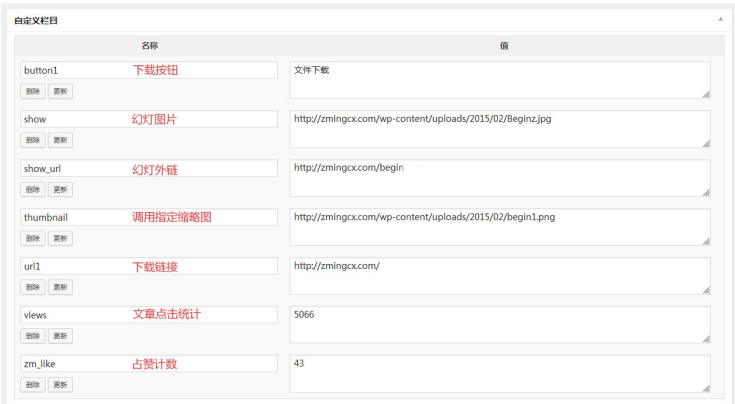 自定义栏目
名称 值
button1 下载按钮 文件下载
删除 更新
show 幻灯图片 http://zmingcx.com/wp-content/uploads/2015/02/Beginz.jpg
删除 更新
show_url 幻灯外链 http://zmingcx.com/begin
删除 更新
thumbnail 调用指定缩略图 http://zmingcx.com/wp-content/uploads/2015/02/begin1.png
删除 更新
url1 下载链接 http://zmingcx.com/
删除 更新
views 文章点击统计 5066
删除 更新
zm_like 占赞计数 43
删除 更新